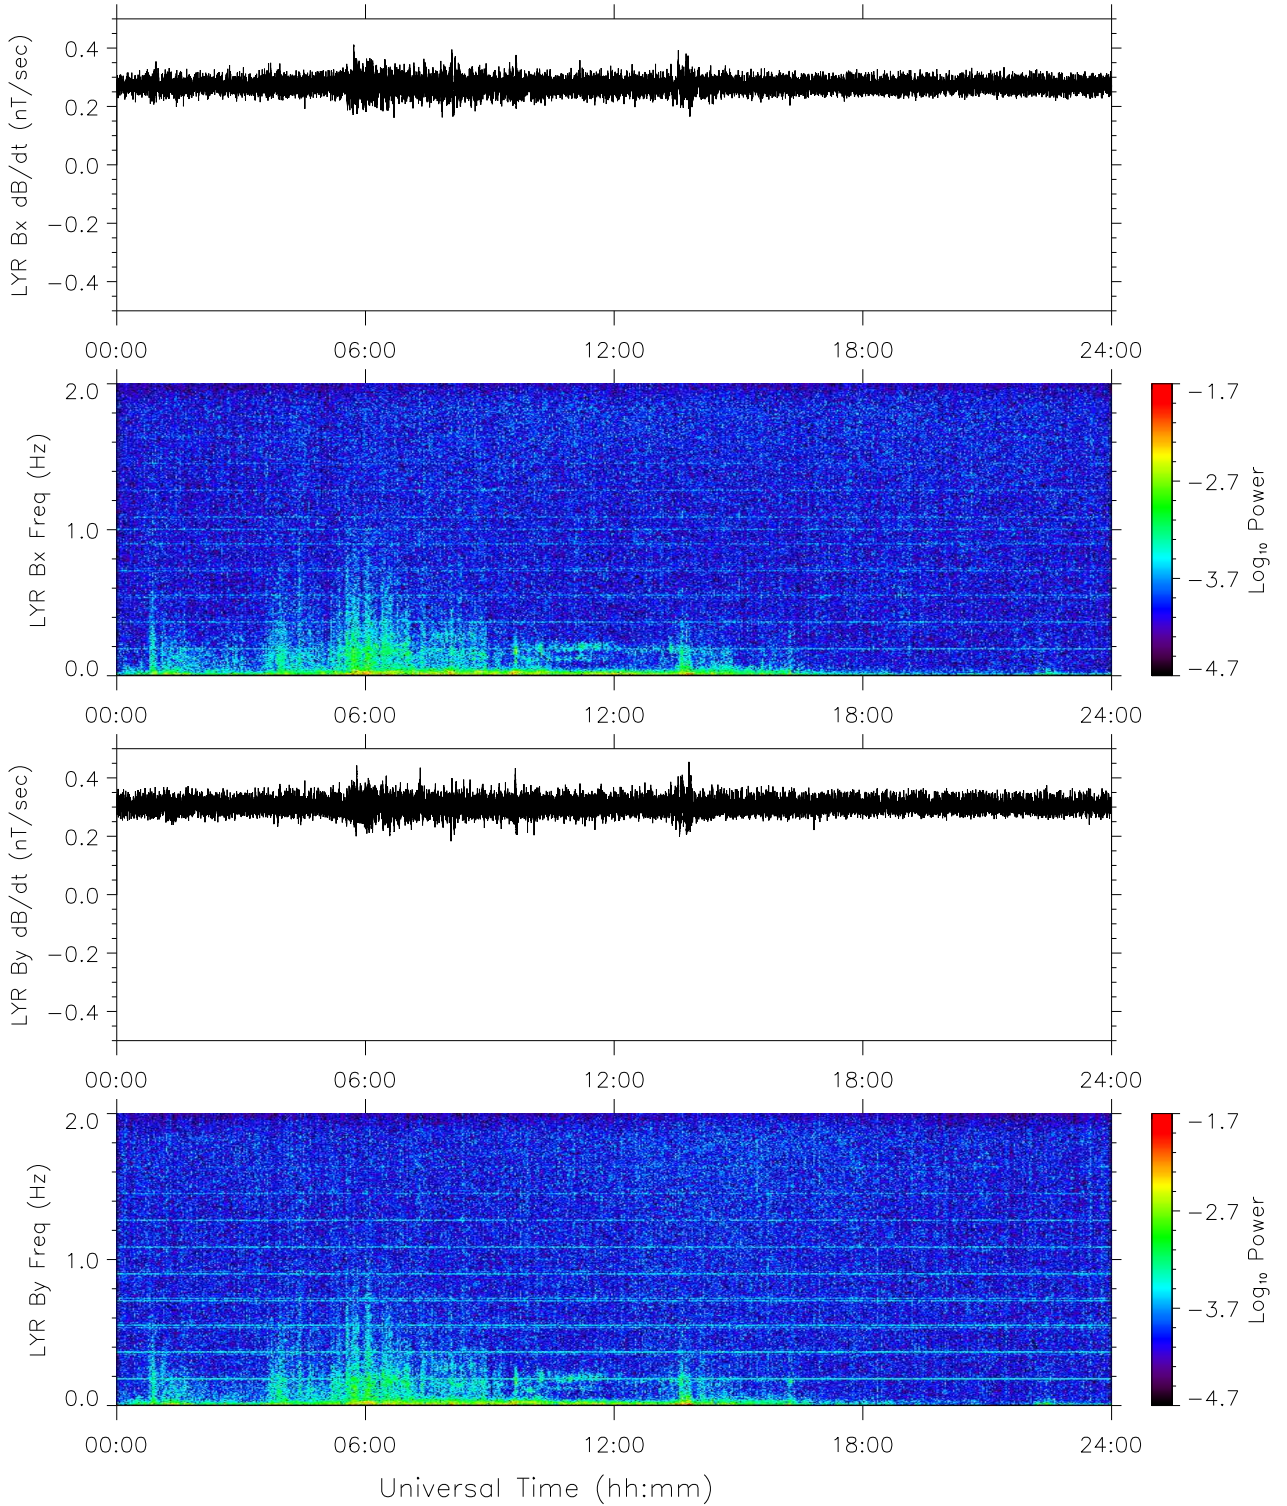 LYR Bx dB/dt (nT/sec)
0.4
0.2
0.0
−0.2
−0.4
00:00 06:00 12:00 18:00 24:00
LYR Bx Freq (Hz)
2.0
1.0
0.0
−1.7
−2.7
−3.7
−4.7
Log₁₀ Power
00:00 06:00 12:00 18:00 24:00
LYR By dB/dt (nT/sec)
0.4
0.2
0.0
−0.2
−0.4
00:00 06:00 12:00 18:00 24:00
LYR By Freq (Hz)
2.0
1.0
0.0
−1.7
−2.7
−3.7
−4.7
Log₁₀ Power
00:00 06:00 12:00 18:00 24:00
Universal Time (hh:mm)